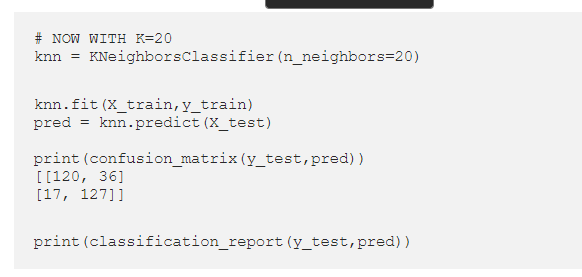 # NOW WITH K=20
knn = KNeighborsClassifier(n_neighbors=20)
knn.fit(X_train,y_train)
pred = knn.predict(X_test)
print(confusion_matrix(y_test,pred))
[[120, 36]
[17, 127]]
print(classification_report(y_test,pred))